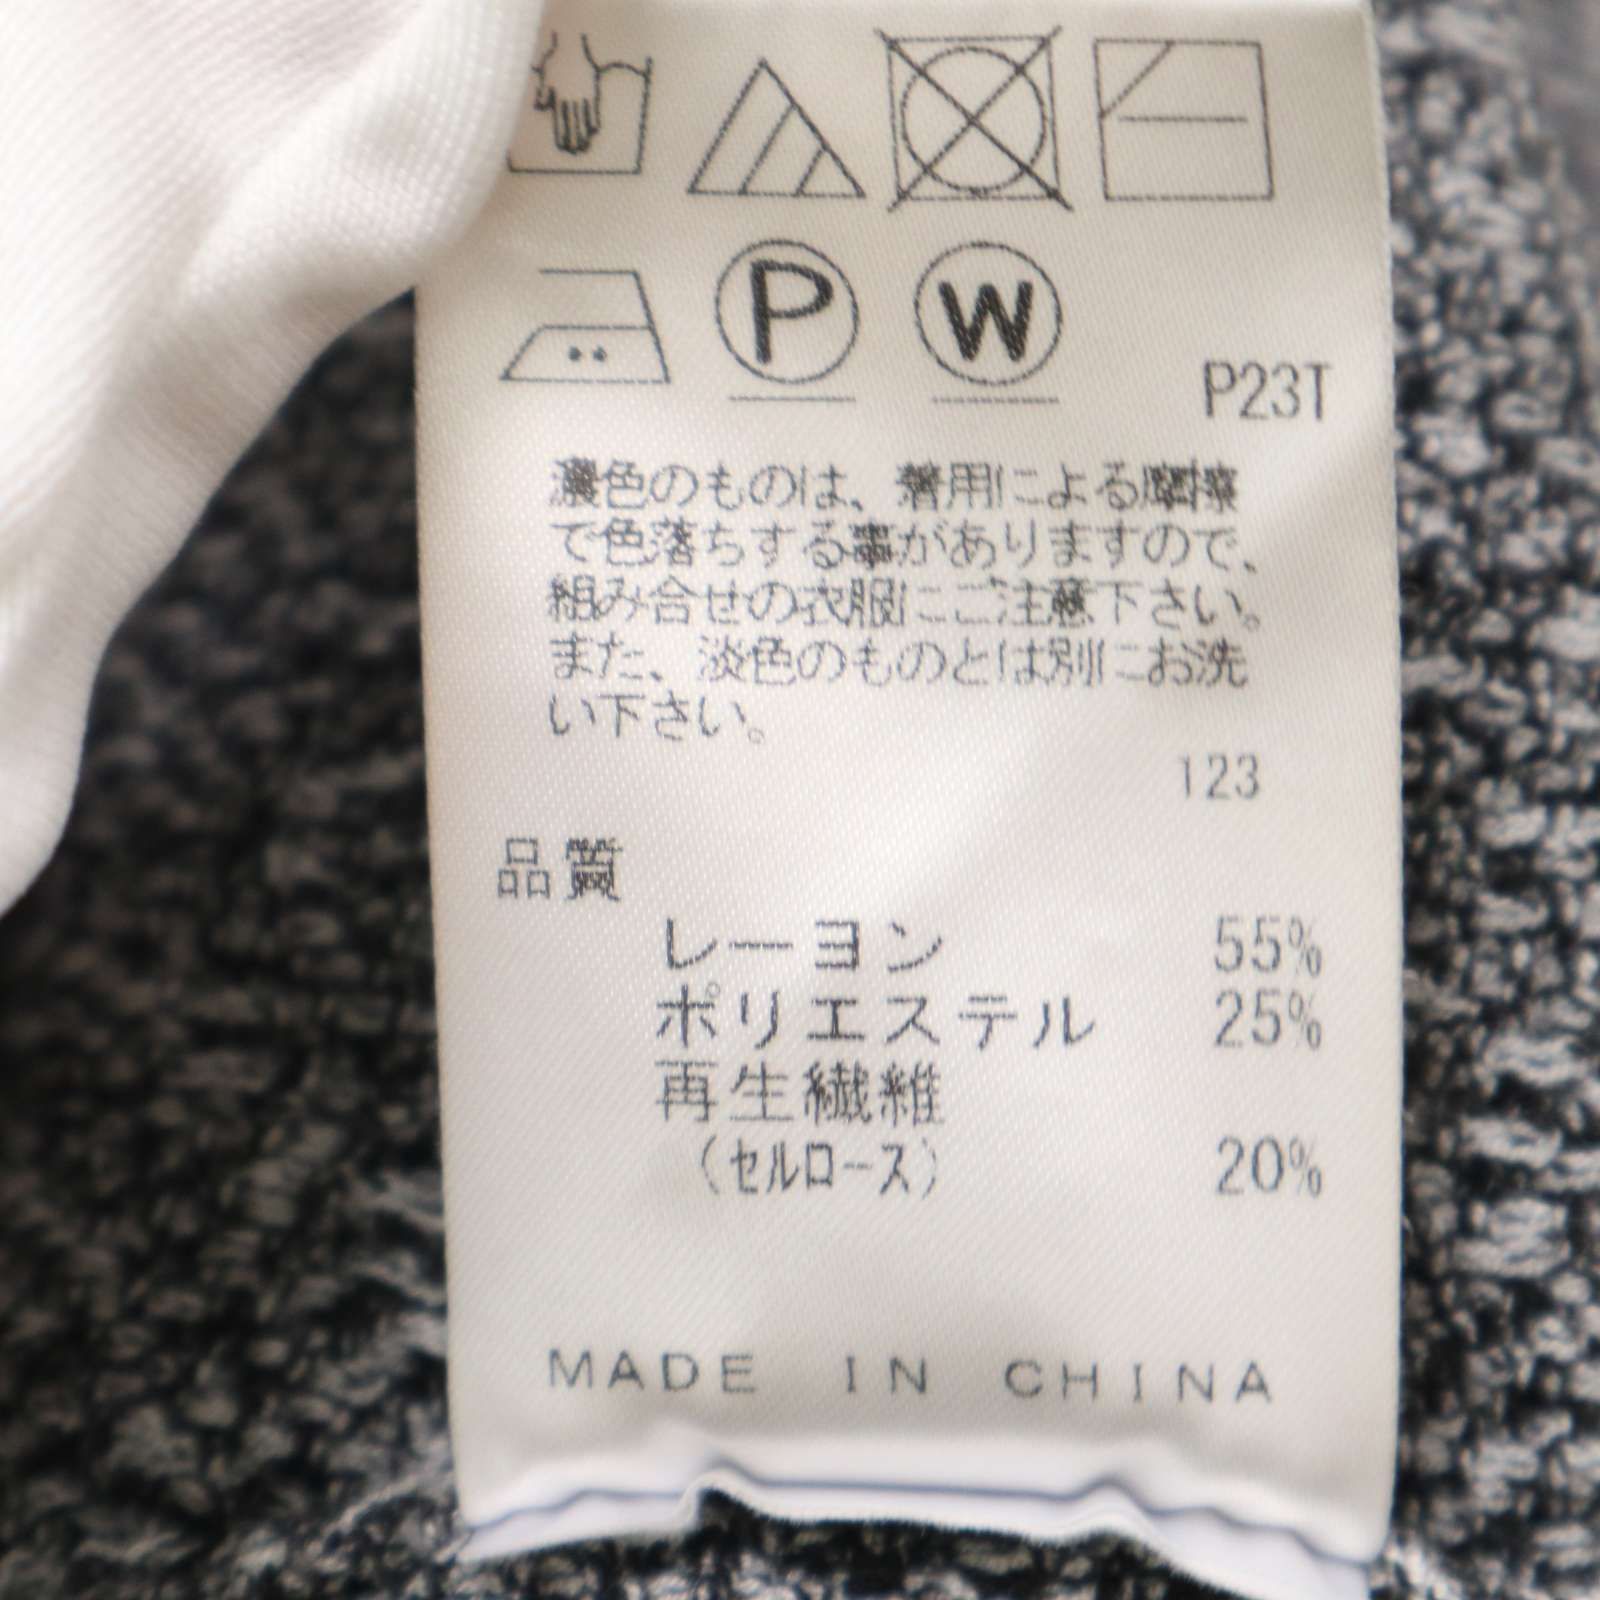 P
W
P23T
濃色のものは、着用による摩擦
で色落ちする事がありますので、
組み合せの衣服にご注意下さい。
また、淡色のものとは別にお洗
い下さい。
123
品質
レーヨン 55%
ポリエステル 25%
再生繊維
(セルロース) 20%
MADE IN CHINA